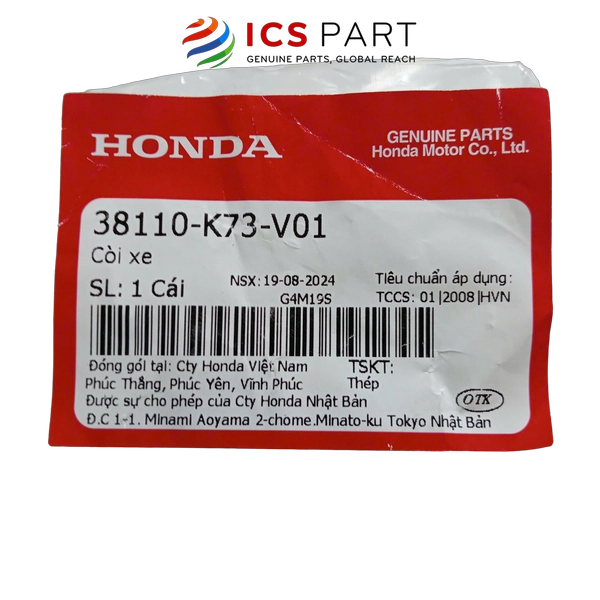 ICS PART
GENUINE PARTS, GLOBAL REACH
HONDA
GENUINE PARTS
Honda Motor Co., Ltd.
38110-K73-V01
Còi xe
SL: 1 Cái
NSX: 19-08-2024
G4M19S
Tiêu chuẩn áp dụng:
TCCS: 01|2008|HVN
Đóng gói tại: Cty Honda Việt Nam
Phúc Thắng, Phúc Yên, Vĩnh Phúc
TSKT:
Thép
Được sự cho phép của Cty Honda Nhật Bản
OTK
Đ.C 1-1. Minami Aoyama 2-chome.Minato-ku Tokyo Nhật Bản